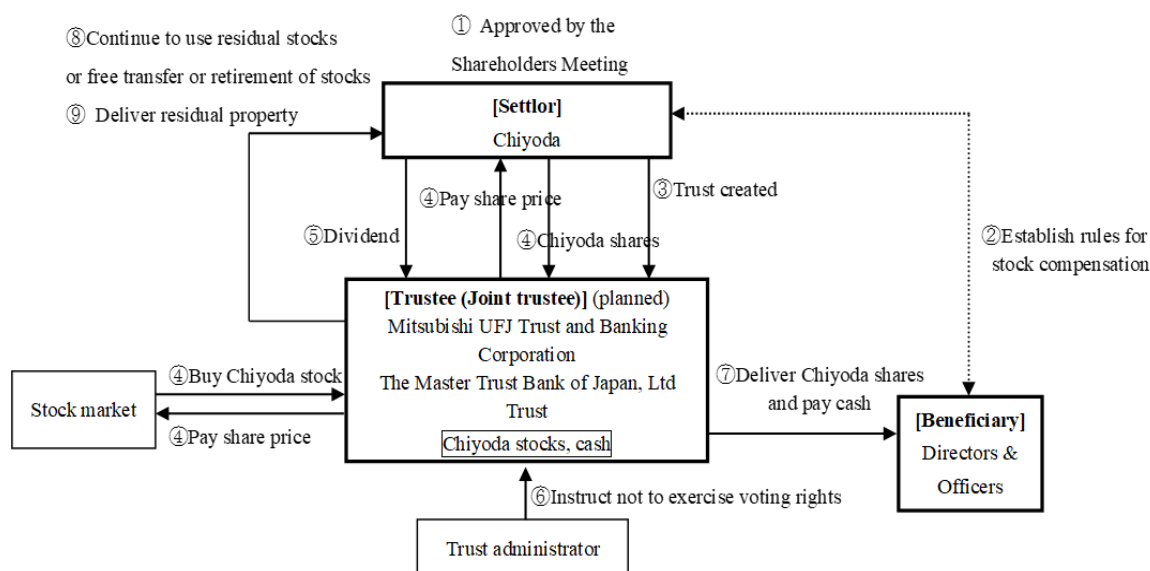 ⑧Continue to use residual stocks
or free transfer or retirement of stocks
⑨ Deliver residual property
① Approved by the
Shareholders Meeting
[Settlor]
Chiyoda
④Pay share price
③Trust created
⑤Dividend
④Chiyoda shares
②Establish rules for
stock compensation
[Trustee (Joint trustee)] (planned)
Mitsubishi UFJ Trust and Banking
Corporation
The Master Trust Bank of Japan, Ltd
Trust
Chiyoda stocks, cash
Stock market
④Buy Chiyoda stock
④Pay share price
⑦Deliver Chiyoda shares
and pay cash
[Beneficiary]
Directors &
Officers
⑥Instruct not to exercise voting rights
Trust administrator